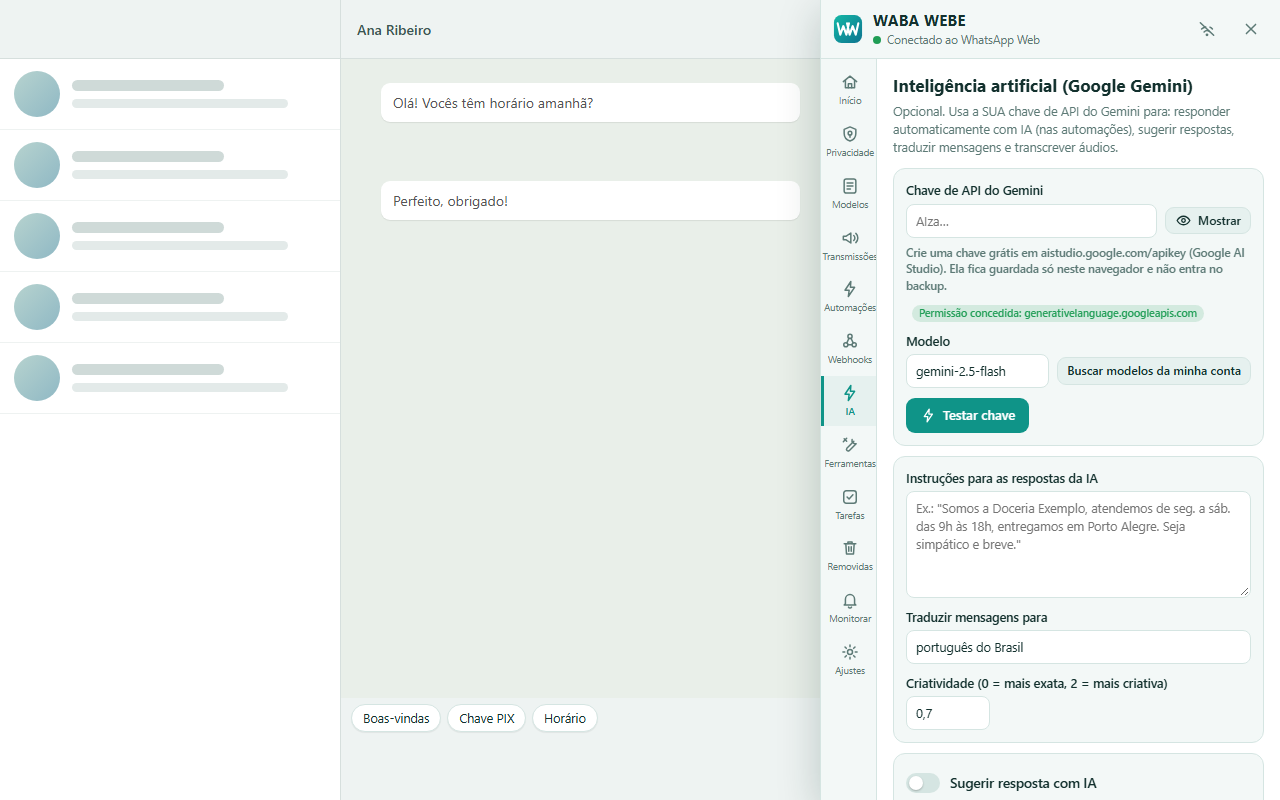 Ana Ribeiro
Olá! Vocês têm horário amanhã?
Perfeito, obrigado!
Boas-vindas
Chave PIX
Horário
WABA WEBE
Conectado ao WhatsApp Web
Início
Privacidade
Modelos
Transmissões
Automações
Webhooks
IA
Ferramentas
Tarefas
Removidas
Monitorar
Ajustes
Inteligência artificial (Google Gemini)
Opcional. Usa a SUA chave de API do Gemini para: responder
automaticamente com IA (nas automações), sugerir respostas,
traduzir mensagens e transcrever áudios.
Chave de API do Gemini
AIza...
Mostrar
Crie uma chave grátis em aistudio.google.com/apikey (Google AI
Studio). Ela fica guardada só neste navegador e não entra no
backup.
Permissão concedida: generativelanguage.googleapis.com
Modelo
gemini-2.5-flash
Buscar modelos da minha conta
Testar chave
Instruções para as respostas da IA
Ex.: "Somos a Doceria Exemplo, atendemos de seg. a sáb.
das 9h às 18h, entregamos em Porto Alegre. Seja
simpático e breve."
Traduzir mensagens para
português do Brasil
Criatividade (0 = mais exata, 2 = mais criativa)
0,7
Sugerir resposta com IA